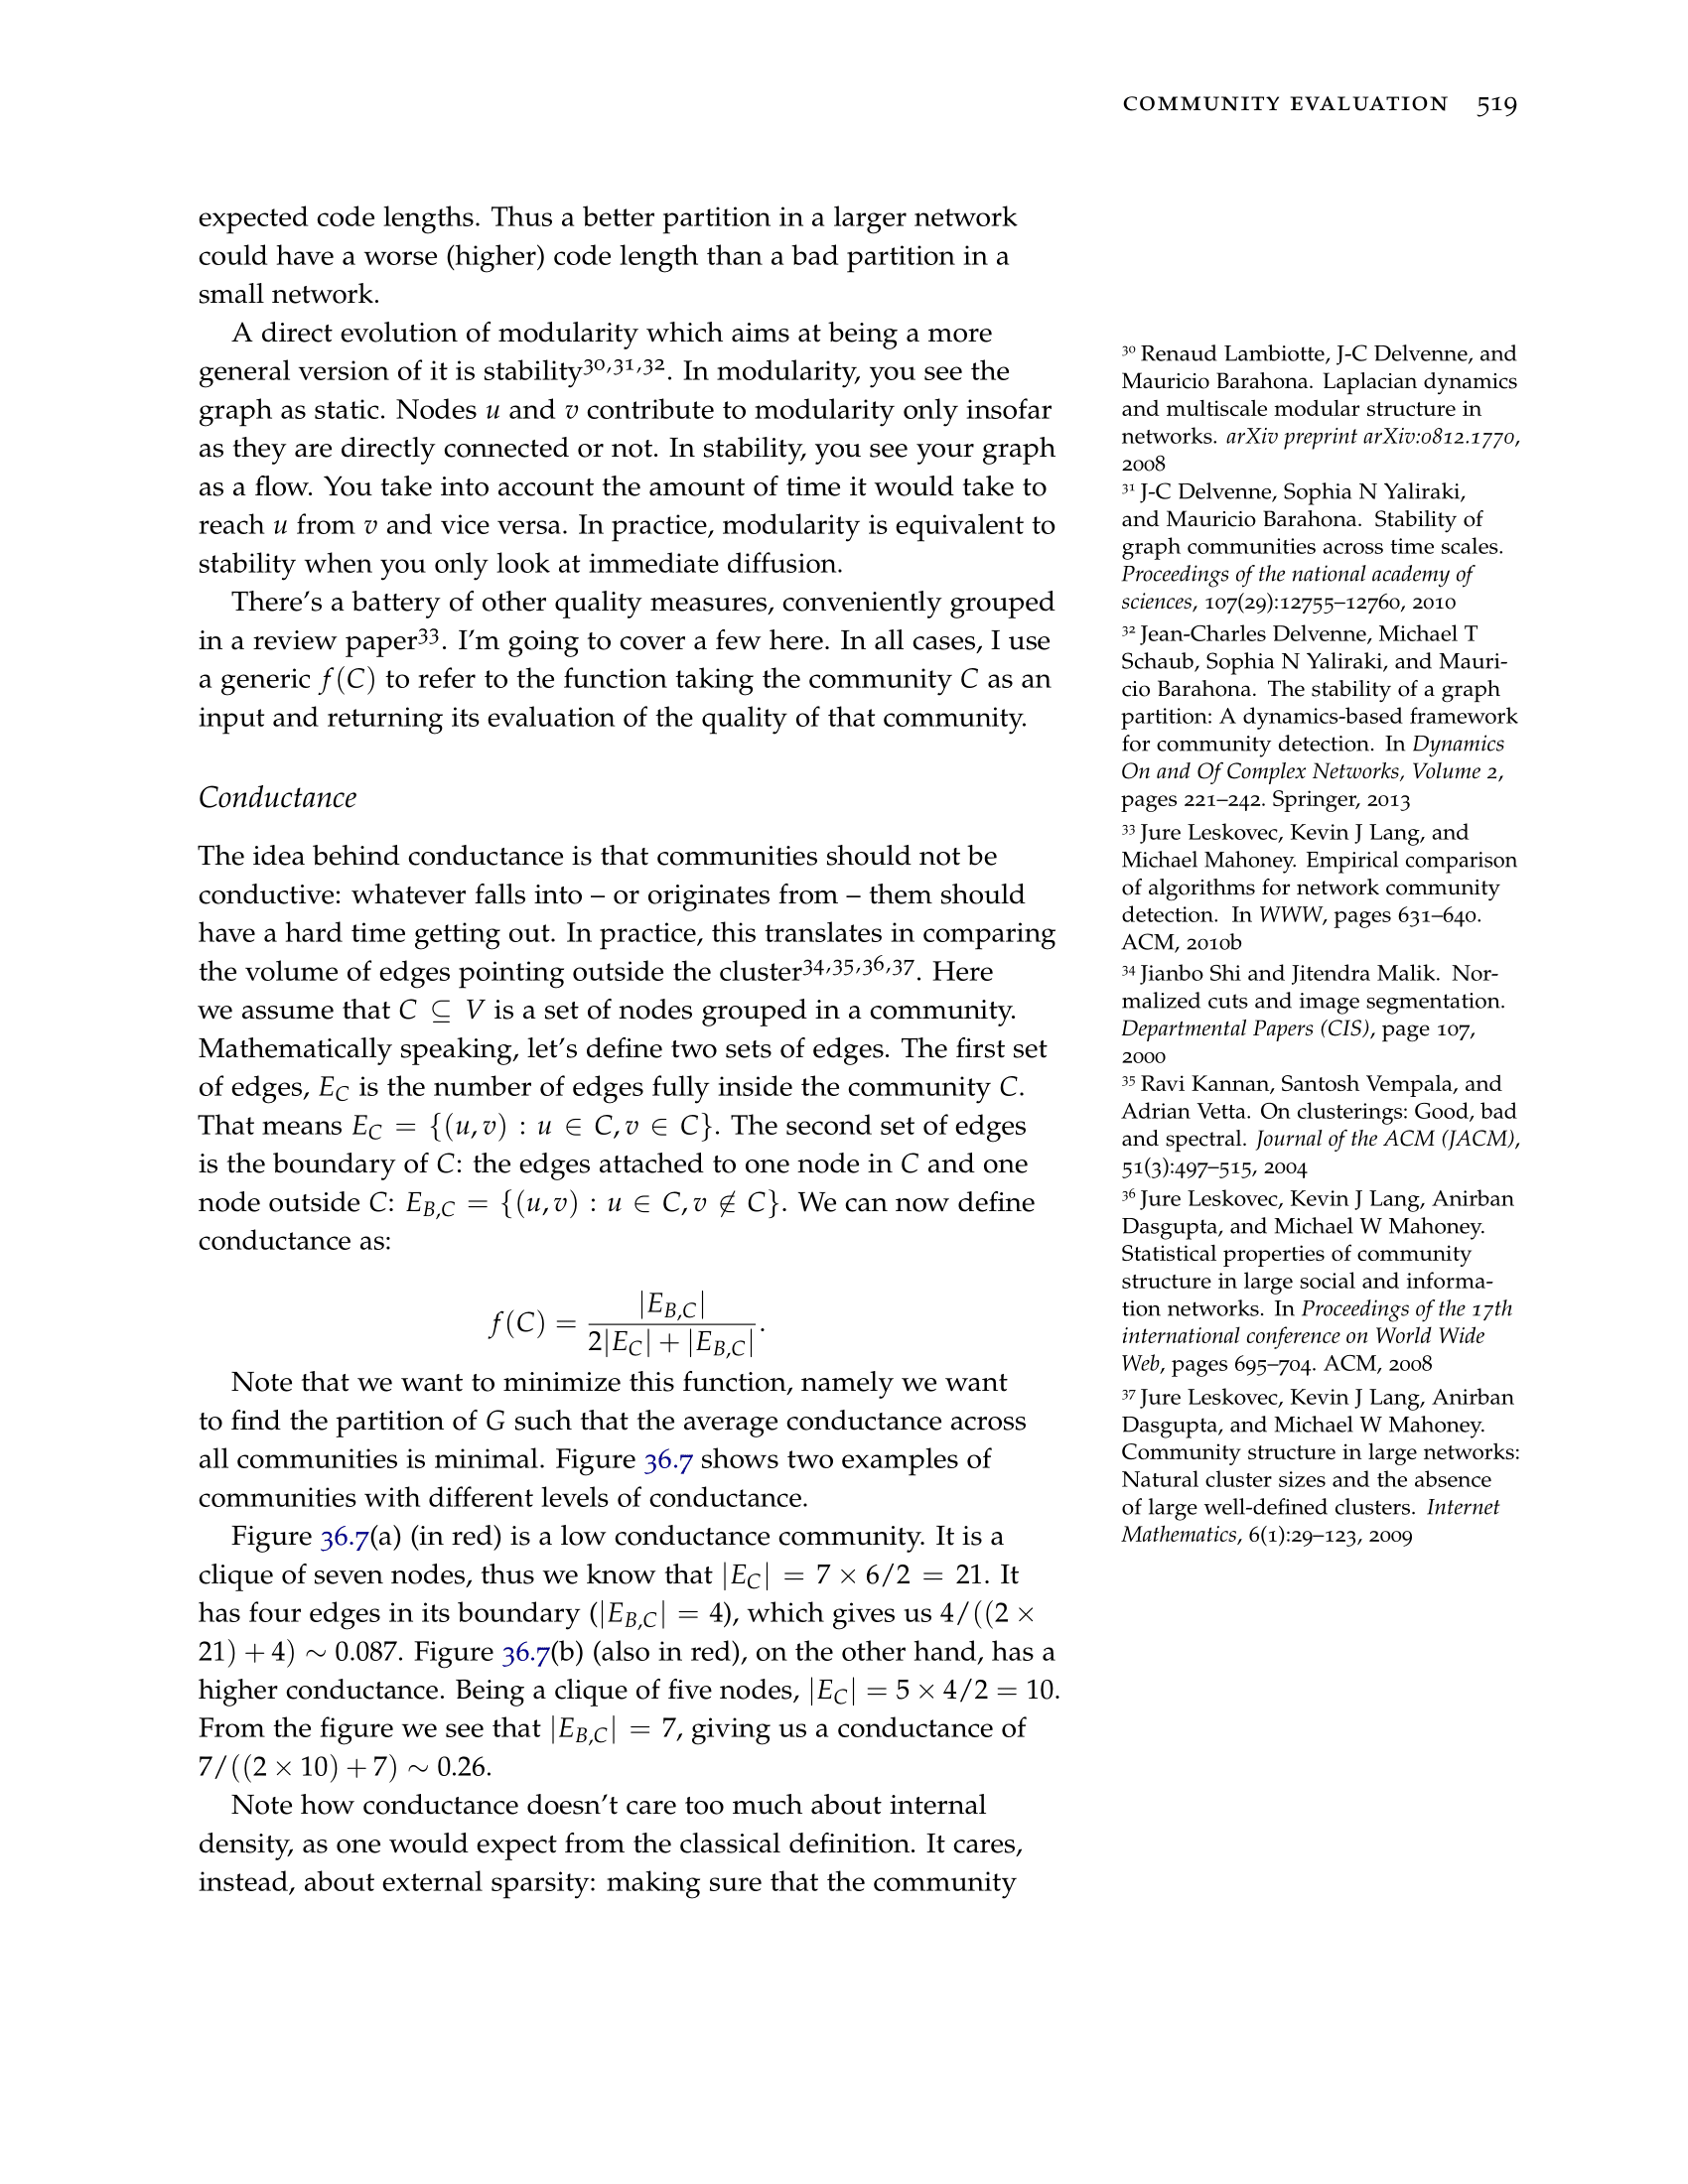 COMMUNITY EVALUATION 519
expected code lengths. Thus a better partition in a larger network
could have a worse (higher) code length than a bad partition in a
small network.
A direct evolution of modularity which aims at being a more
general version of it is stability30,31,32. In modularity, you see the
graph as static. Nodes u and v contribute to modularity only insofar
as they are directly connected or not. In stability, you see your graph
as a flow. You take into account the amount of time it would take to
reach u from v and vice versa. In practice, modularity is equivalent to
stability when you only look at immediate diffusion.
There's a battery of other quality measures, conveniently grouped
in a review paper33. I'm going to cover a few here. In all cases, I use
a generic f(C) to refer to the function taking the community C as an
input and returning its evaluation of the quality of that community.
Conductance
The idea behind conductance is that communities should not be
conductive: whatever falls into – or originates from – them should
have a hard time getting out. In practice, this translates in comparing
the volume of edges pointing outside the cluster34,35,36,37. Here
we assume that C ⊆ V is a set of nodes grouped in a community.
Mathematically speaking, let's define two sets of edges. The first set
of edges, E_C is the number of edges fully inside the community C.
That means E_C = {(u, v) : u ∈ C, v ∈ C}. The second set of edges
is the boundary of C: the edges attached to one node in C and one
node outside C: E_{B,C} = {(u, v) : u ∈ C, v ∉ C}. We can now define
conductance as:
f(C) = |E_{B,C}| / (2|E_C| + |E_{B,C}|).
Note that we want to minimize this function, namely we want
to find the partition of G such that the average conductance across
all communities is minimal. Figure 36.7 shows two examples of
communities with different levels of conductance.
Figure 36.7(a) (in red) is a low conductance community. It is a
clique of seven nodes, thus we know that |E_C| = 7 × 6/2 = 21. It
has four edges in its boundary (|E_{B,C}| = 4), which gives us 4/((2 ×
21) + 4) ∼ 0.087. Figure 36.7(b) (also in red), on the other hand, has a
higher conductance. Being a clique of five nodes, |E_C| = 5 × 4/2 = 10.
From the figure we see that |E_{B,C}| = 7, giving us a conductance of
7/((2 × 10) + 7) ∼ 0.26.
Note how conductance doesn't care too much about internal
density, as one would expect from the classical definition. It cares,
instead, about external sparsity: making sure that the community
30 Renaud Lambiotte, J-C Delvenne, and
Mauricio Barahona. Laplacian dynamics
and multiscale modular structure in
networks. arXiv preprint arXiv:0812.1770,
2008
31 J-C Delvenne, Sophia N Yaliraki,
and Mauricio Barahona. Stability of
graph communities across time scales.
Proceedings of the national academy of
sciences, 107(29):12755–12760, 2010
32 Jean-Charles Delvenne, Michael T
Schaub, Sophia N Yaliraki, and Mauri-
cio Barahona. The stability of a graph
partition: A dynamics-based framework
for community detection. In Dynamics
On and Of Complex Networks, Volume 2,
pages 221–242. Springer, 2013
33 Jure Leskovec, Kevin J Lang, and
Michael Mahoney. Empirical comparison
of algorithms for network community
detection. In WWW, pages 631–640.
ACM, 2010b
34 Jianbo Shi and Jitendra Malik. Nor-
malized cuts and image segmentation.
Departmental Papers (CIS), page 107,
2000
35 Ravi Kannan, Santosh Vempala, and
Adrian Vetta. On clusterings: Good, bad
and spectral. Journal of the ACM (JACM),
51(3):497–515, 2004
36 Jure Leskovec, Kevin J Lang, Anirban
Dasgupta, and Michael W Mahoney.
Statistical properties of community
structure in large social and informa-
tion networks. In Proceedings of the 17th
international conference on World Wide
Web, pages 695–704. ACM, 2008
37 Jure Leskovec, Kevin J Lang, Anirban
Dasgupta, and Michael W Mahoney.
Community structure in large networks:
Natural cluster sizes and the absence
of large well-defined clusters. Internet
Mathematics, 6(1):29–123, 2009